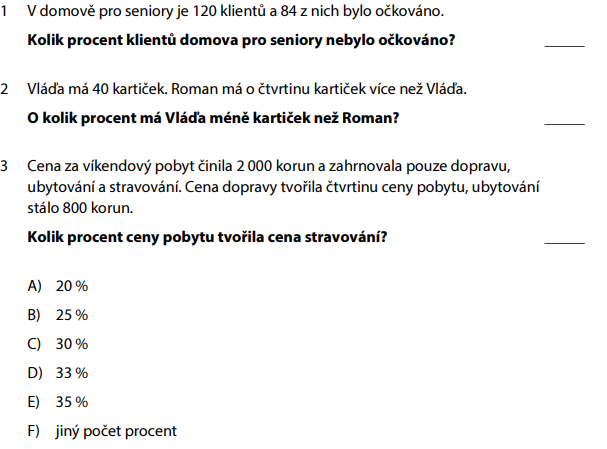 1 V domově pro seniory je 120 klientů a 84 z nich bylo očkováno.
Kolik procent klientů domova pro seniory nebylo očkováno? _____
2 Vláďa má 40 kartiček. Roman má o čtvrtinu kartiček více než Vláďa.
O kolik procent má Vláďa méně kartiček než Roman? _____
3 Cena za víkendový pobyt činila 2 000 korun a zahrnovala pouze dopravu,
ubytování a stravování. Cena dopravy tvořila čtvrtinu ceny pobytu, ubytování
stálo 800 korun.
Kolik procent ceny pobytu tvořila cena stravování? _____
A) 20 %
B) 25 %
C) 30 %
D) 33 %
E) 35 %
F) jiný počet procent